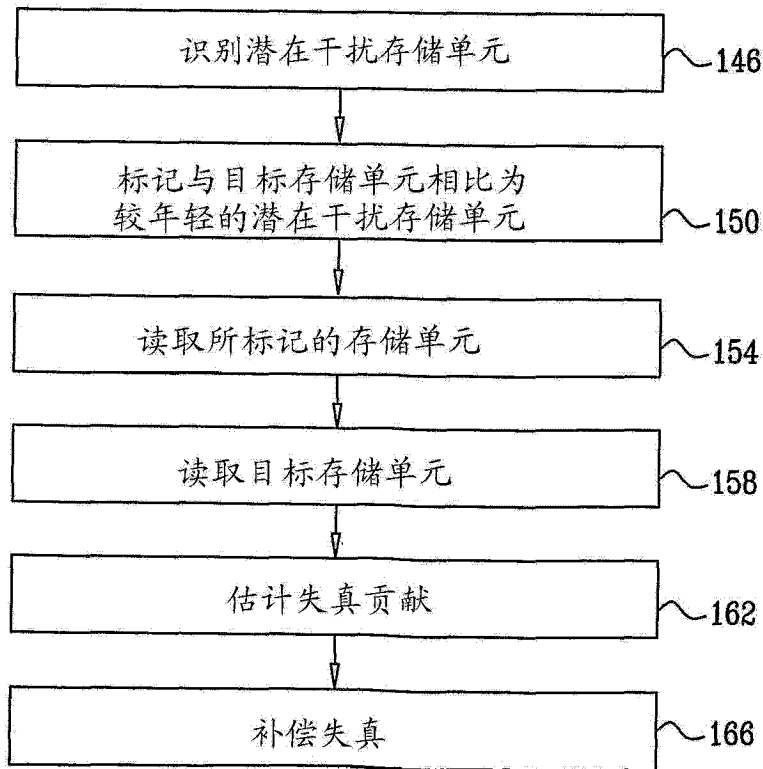 识别潜在干扰存储单元
146
标记与目标存储单元相比为
较年轻的潜在干扰存储单元
150
读取所标记的存储单元
154
读取目标存储单元
158
估计失真贡献
162
补偿失真
166